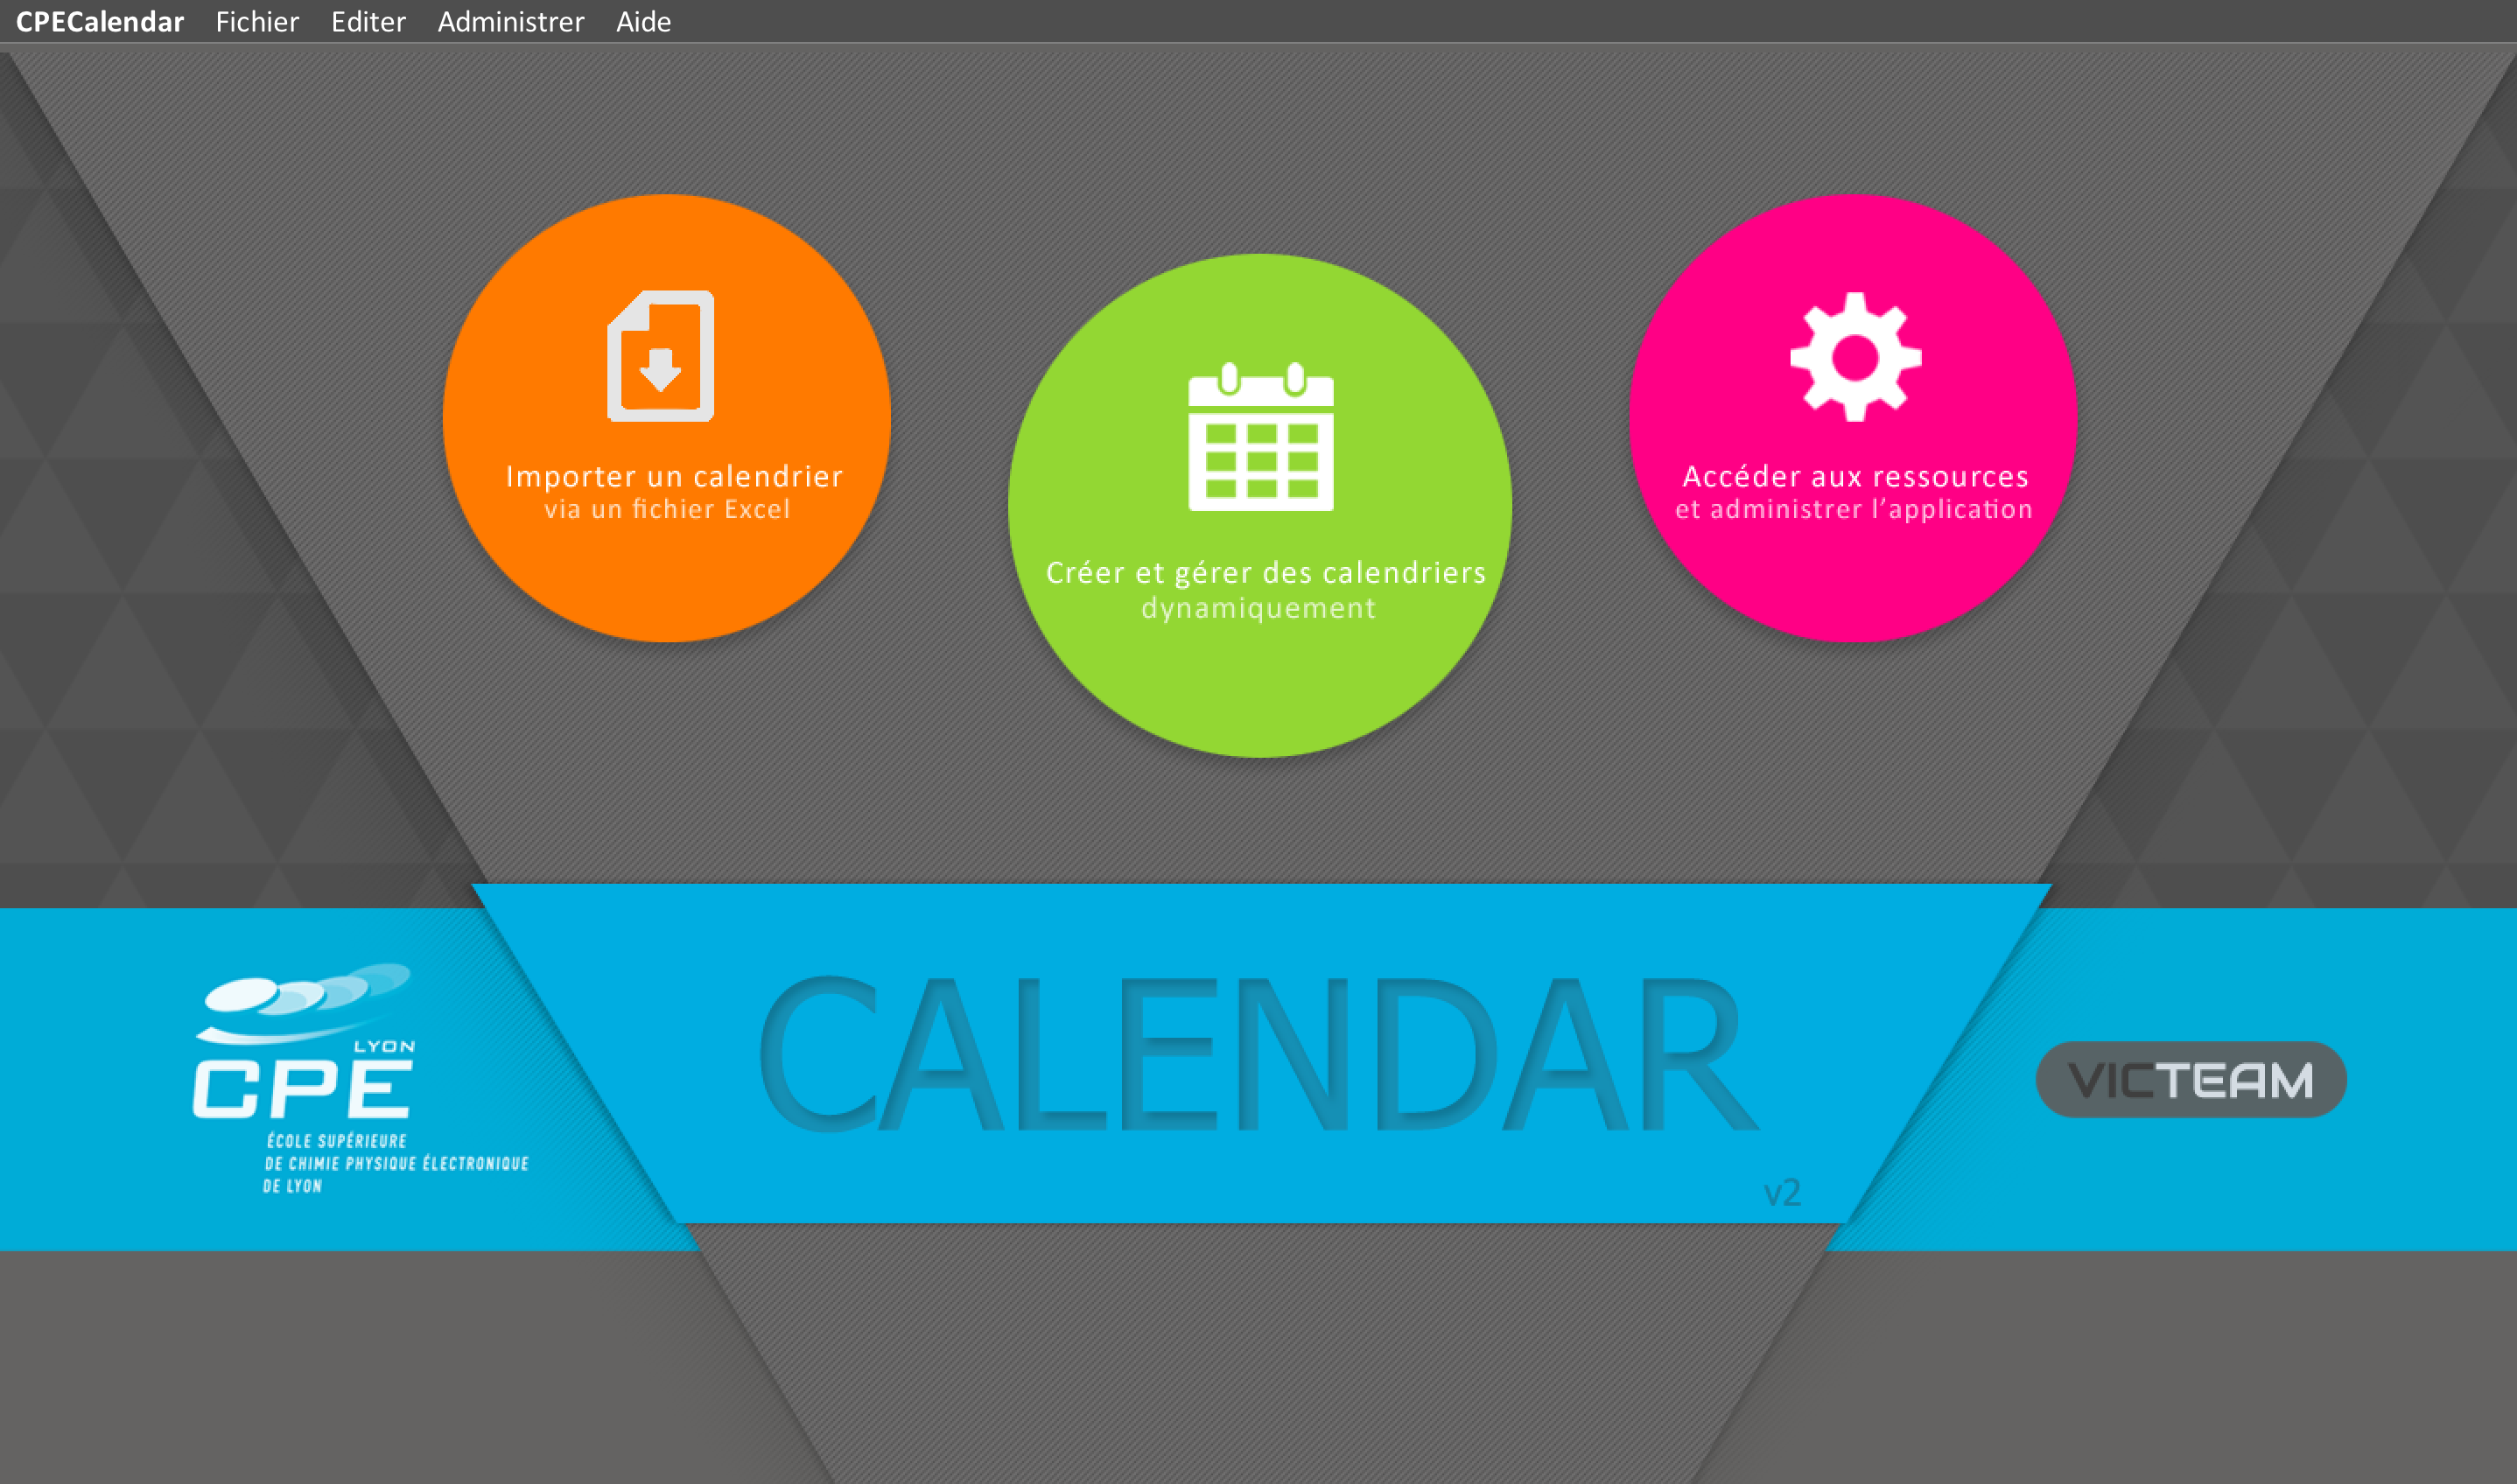 CPECalendar Fichier Editer Administrer Aide
Importer un calendrier
via un fichier Excel
Créer et gérer des calendriers
dynamiquement
Accéder aux ressources
et administrer l'application
CALENDAR
v2
LYON
CPE
ÉCOLE SUPÉRIEURE
DE CHIMIE PHYSIQUE ÉLECTRONIQUE
DE LYON
VICTEAM